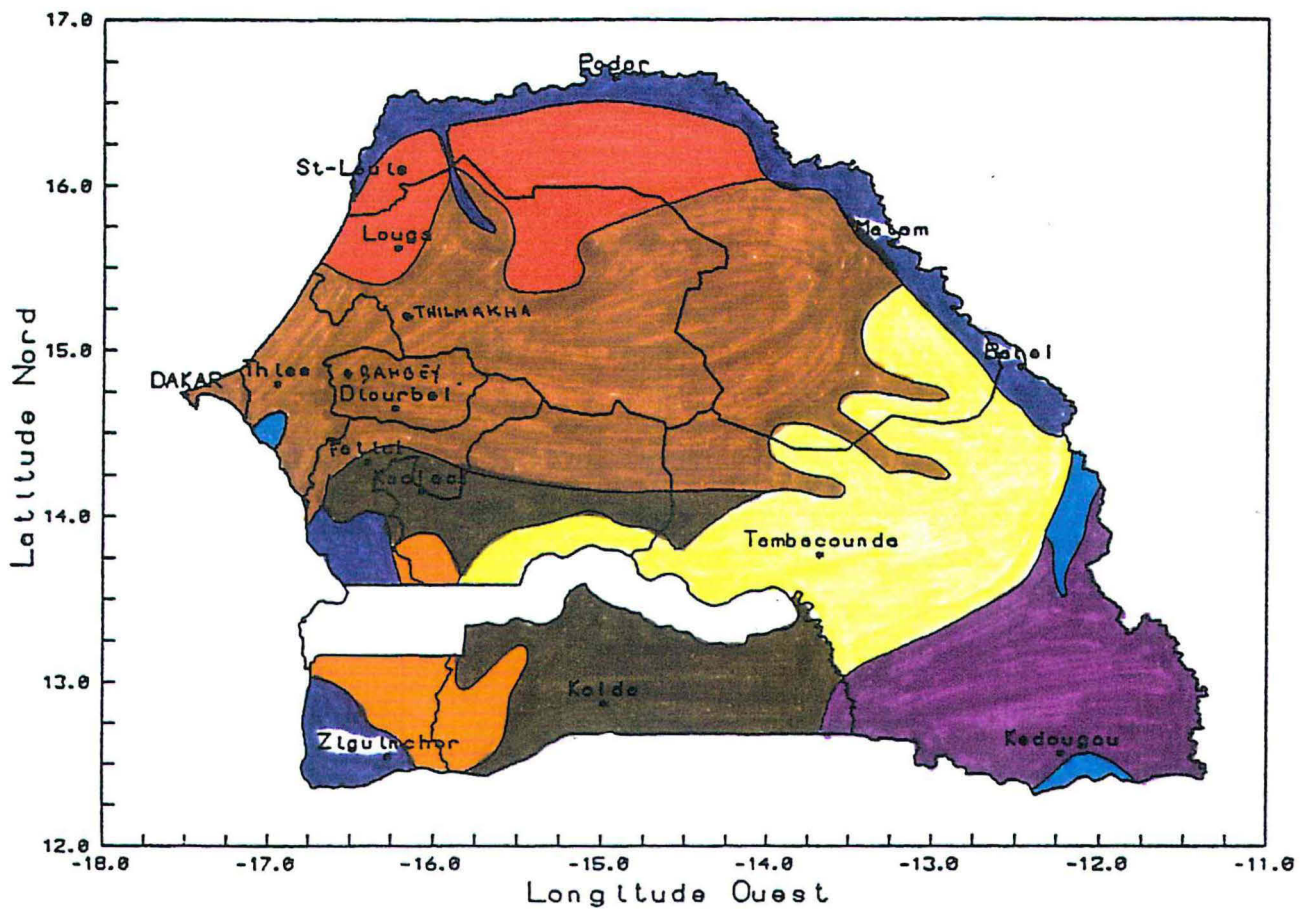 17.0
Podor
St-Louis
16.0
Louga
Matam
THILMAKHA
15.0
Bakel
DAKAR
Thies
BAMBEY
Diourbel
Fatick
Kaolack
14.0
Tambacounda
13.0
Kolda
Ziguinchor
Kedougou
12.0
-18.0 -17.0 -16.0 -15.0 -14.0 -13.0 -12.0 -11.0
Longitude Ouest
Latitude Nord